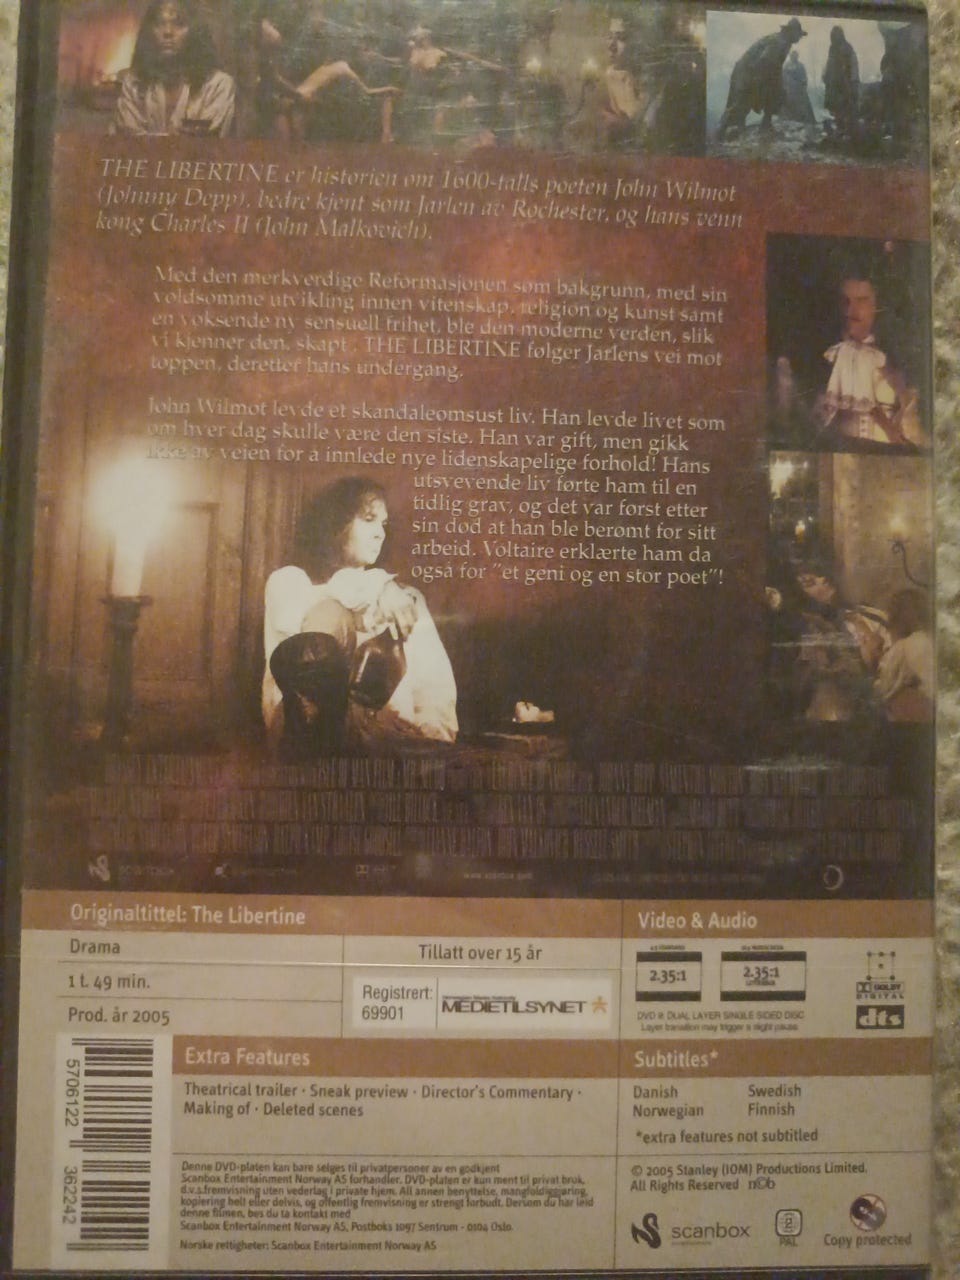 THE LIBERTINE er historien om 1600-talls poeten John Wilmot
(Johnny Depp), bedre kjent som Jarlen av Rochester, og hans venn
kong Charles II (John Malkovich).
Med den merkverdige Reformasjonen som bakgrunn, med sin
voldsomme utvikling innen vitenskap, religion og kunst samt
en voksende ny sensuell frihet, ble den moderne verden, slik
vi kjenner den, skapt . THE LIBERTINE følger Jarlens vei mot
toppen, deretter hans undergang.
John Wilmot levde et skandaleomsust liv. Han levde livet som
om hver dag skulle være den siste. Han var gift, men gikk
ikke av veien for å innlede nye lidenskapelige forhold! Hans
utsvevende liv førte ham til en
tidlig grav, og det var først etter
sin død at han ble berømt for sitt
arbeid. Voltaire erklærte ham da
også for "et geni og en stor poet"!
scanbox
www.scanbox.com
Originaltittel: The Libertine
Video & Audio
Drama
Tillatt over 15 år
1 t. 49 min.
Prod. år 2005
Registrert:
69901
MEDIETILSYNET
2.35:1
2.35:1
DVD 9: DUAL LAYER SINGLE SIDED DISC
Layer transition may trigger a slight pause
DOLBY
DIGITAL
dts
Extra Features
Theatrical trailer · Sneak preview · Director's Commentary ·
Making of · Deleted scenes
Subtitles*
Danish Swedish
Norwegian Finnish
*extra features not subtitled
5706122 362242
Denne DVD-platen kan bare selges til privatpersoner av en godkjent
Scanbox Entertainment Norway AS forhandler. DVD-platen er kun ment til privat bruk,
d.v.s.fremvisning uten vederlag i private hjem. All annen benyttelse, mangfoldiggjøring,
kopiering hell eller delvis, og offentlig fremvisning er strengt forbudt. Dersom du har leid
denne filmen, bes du ta kontakt med
Scanbox Entertainment Norway AS, Postboks 1097 Sentrum - 0104 Oslo.
Norske rettigheter: Scanbox Entertainment Norway AS
© 2005 Stanley (IOM) Productions Limited.
All Rights Reserved n©b
scanbox
PAL
Copy protected